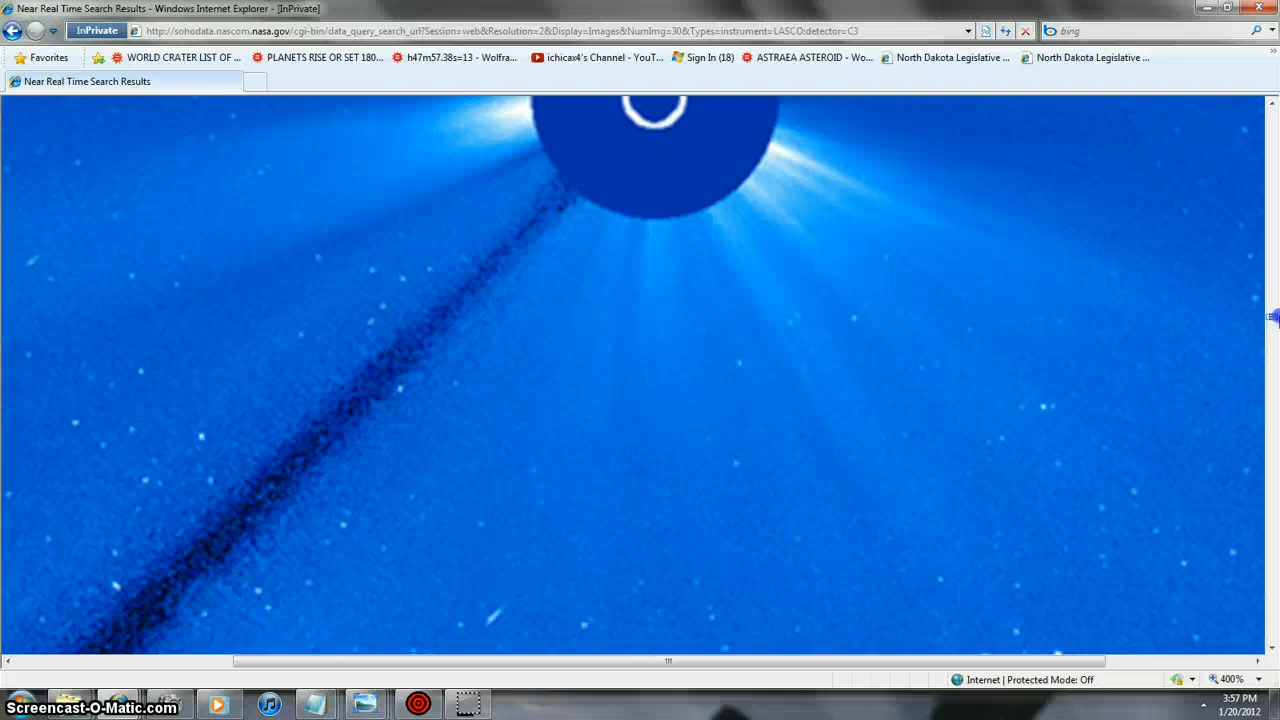 Near Real Time Search Results - Windows Internet Explorer - [InPrivate]
InPrivate http://sohodata.nascom.nasa.gov/cgi-bin/data_query_search_url?Session=web&Resolution=2&Display=Images&NumImg=30&Types=instrument=LASCO:detector=C3 bing
Favorites WORLD CRATER LIST OF ... PLANETS RISE OR SET 180... h47m57.38s=13 - Wolfra... ichicax4's Channel - YouT... Sign In (18) ASTRAEA ASTEROID - Wo... North Dakota Legislative ... North Dakota Legislative ...
Near Real Time Search Results
Internet | Protected Mode: Off 400%
3:57 PM
Screencast-O-Matic.com
1/20/2012